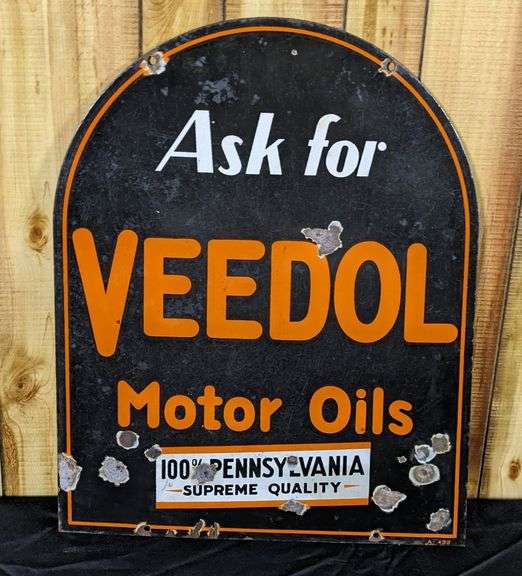 Ask for
VEEDOL
Motor Oils
100% PENNSYLVANIA
SUPREME QUALITY